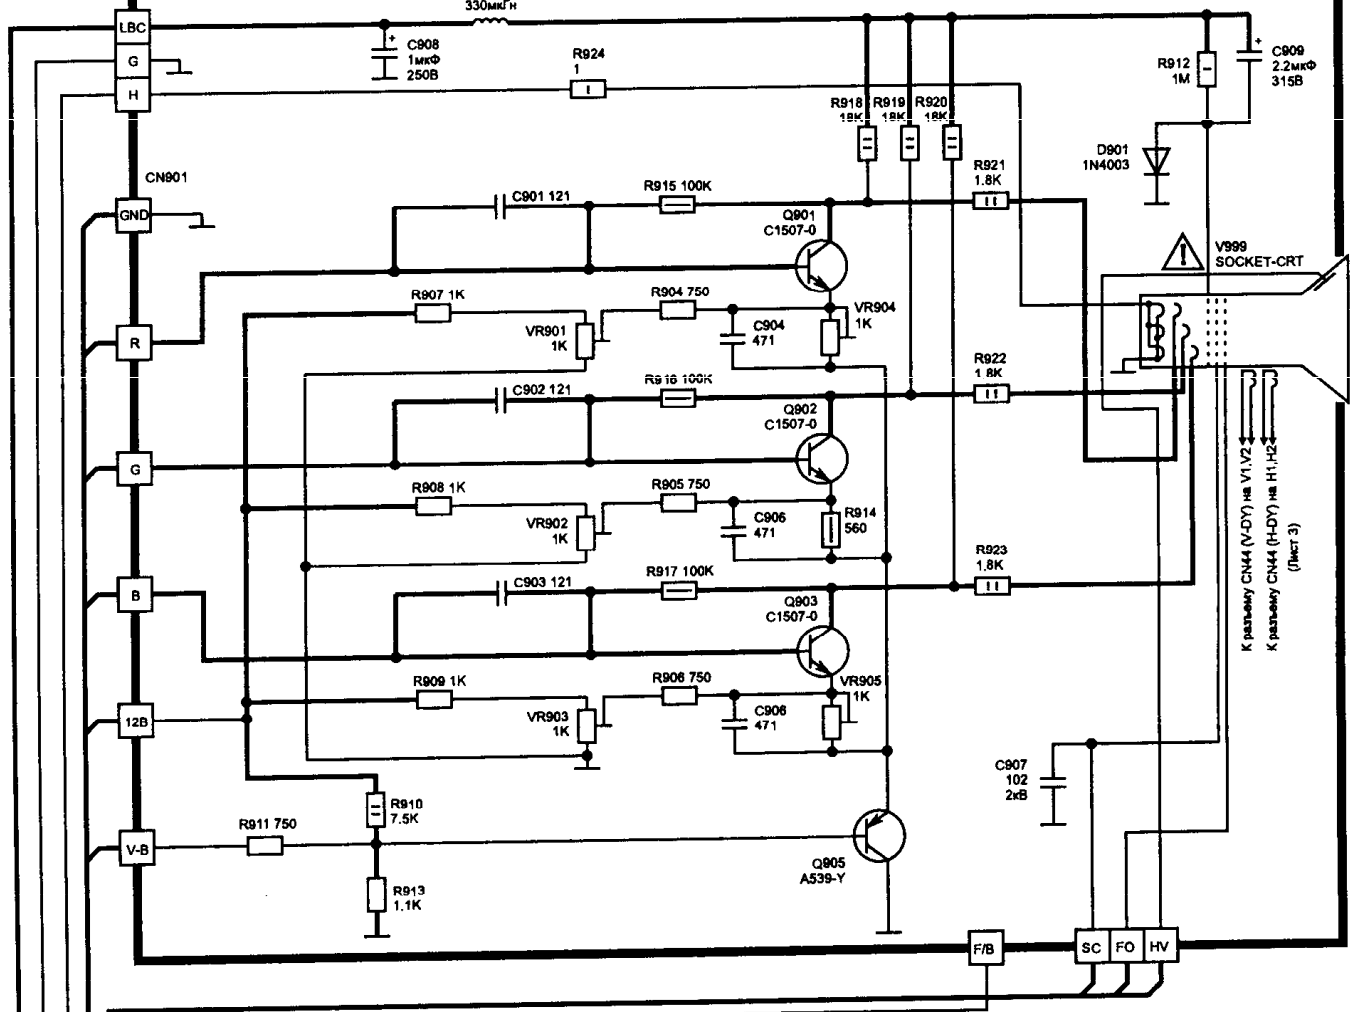 330мкГн
LBC
G
H
C908
1мкФ
250В
+
R924
1
R918 R919 R920
18K 18K 18K
R912
1M
+
C909
2.2мкФ
315В
D901
1N4003
CN901
GND
C901 121
R915 100K
Q901
C1507-0
R921
1.8K
V999
SOCKET-CRT
R907 1K
R904 750
VR901
1K
C904
471
VR904
1K
R
R922
1.8K
C902 121
R916 100K
Q902
C1507-0
G
R908 1K
R905 750
VR902
1K
C906
471
R914
560
R923
1.8K
B
C903 121
R917 100K
Q903
C1507-0
К разъему CN44 (V-DY) на V1,V2
К разъему CN44 (H-DY) на H1,H2
(Лист 3)
R909 1K
R906 750
VR903
1K
C906
471
VR905
1K
12В
C907
102
2кВ
R910
7.5K
R911 750
V-B
Q905
A539-Y
R913
1.1K
F/B
SC
FO
HV